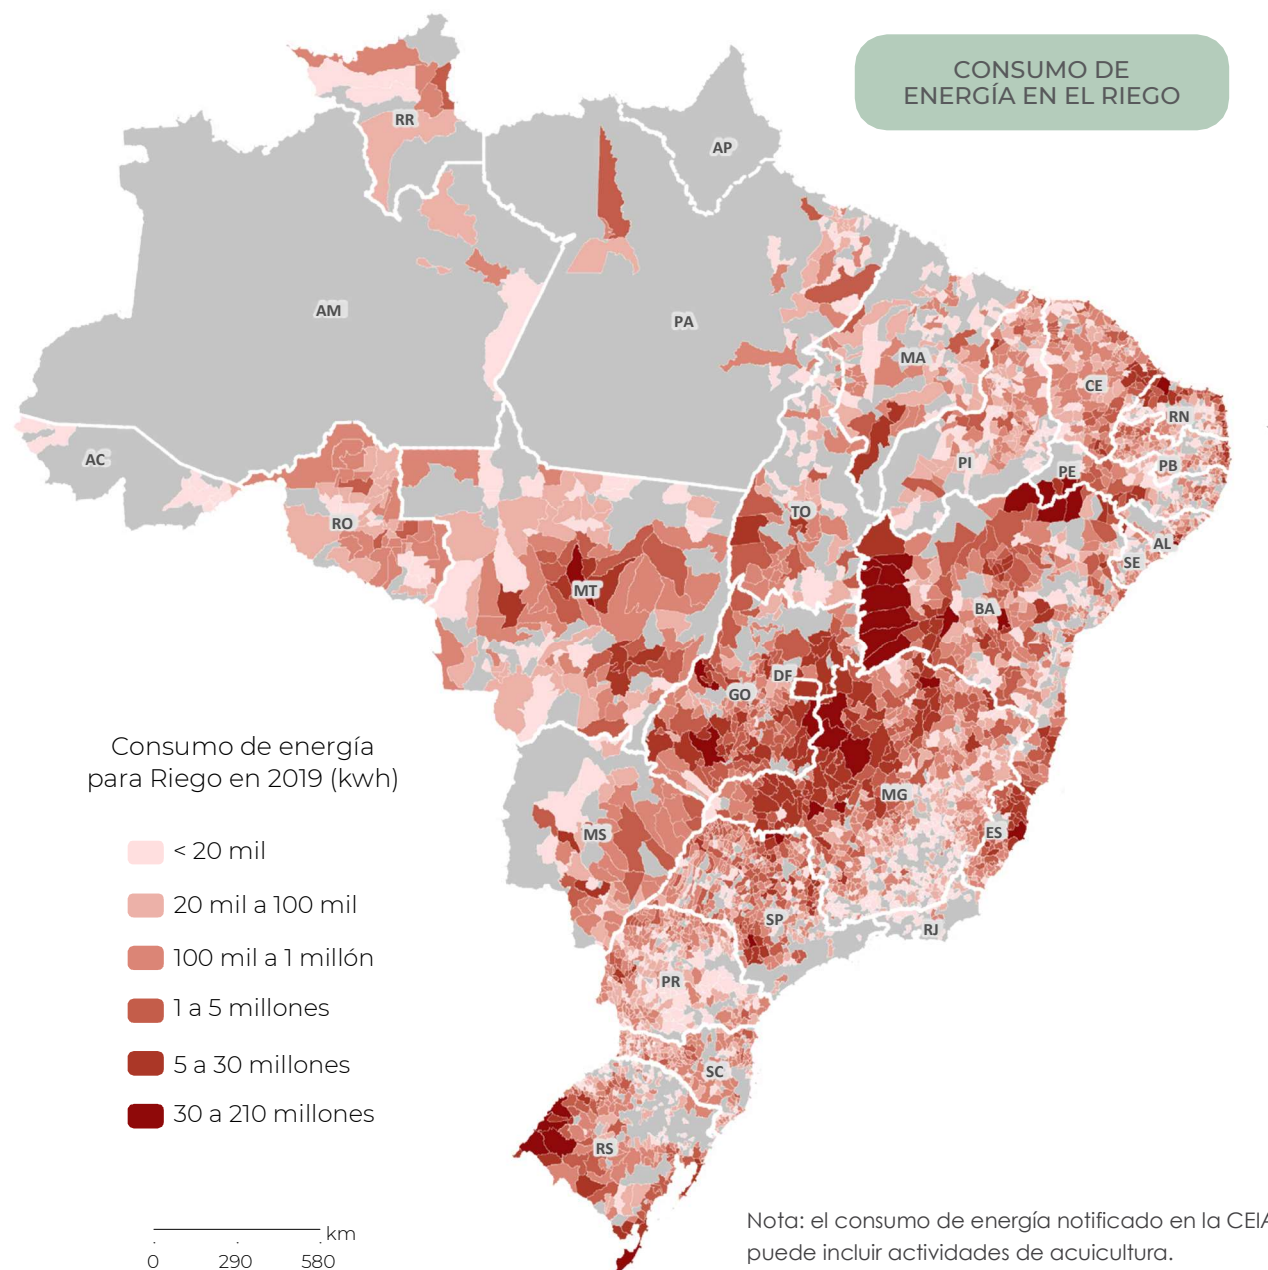 CONSUMO DE
ENERGÍA EN EL RIEGO
RR
AP
AM
PA
MA
CE
RN
AC
PI
PE
PB
TO
RO
AL
SE
MT
BA
DF
GO
Consumo de energía
para Riego en 2019 (kwh)
MG
MS
ES
< 20 mil
20 mil a 100 mil
SP
RJ
100 mil a 1 millón
PR
1 a 5 millones
5 a 30 millones
SC
30 a 210 millones
RS
km
0 290 580
Nota: el consumo de energía notificado en la CEIA
puede incluir actividades de acuicultura.